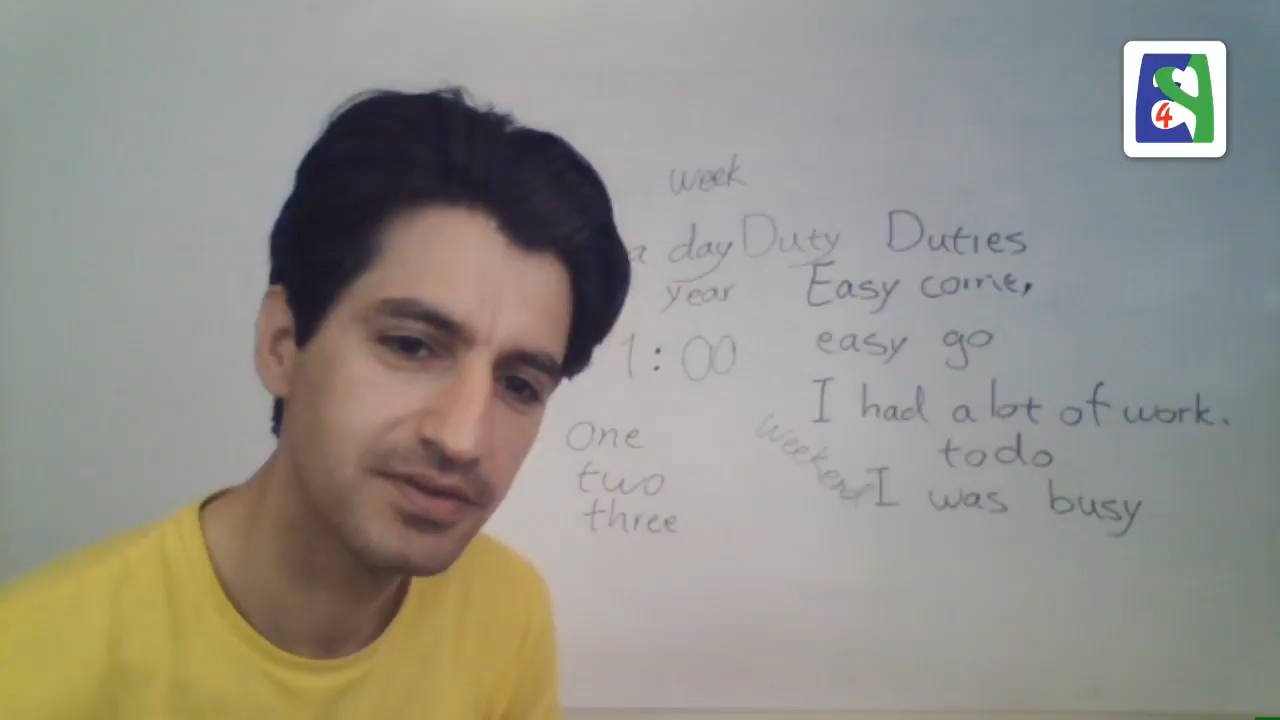 week
a day Duty Duties
year Easy come,
1:00 easy go
I had a lot of work.
One
Weekend
to do
two
I was busy
three
4